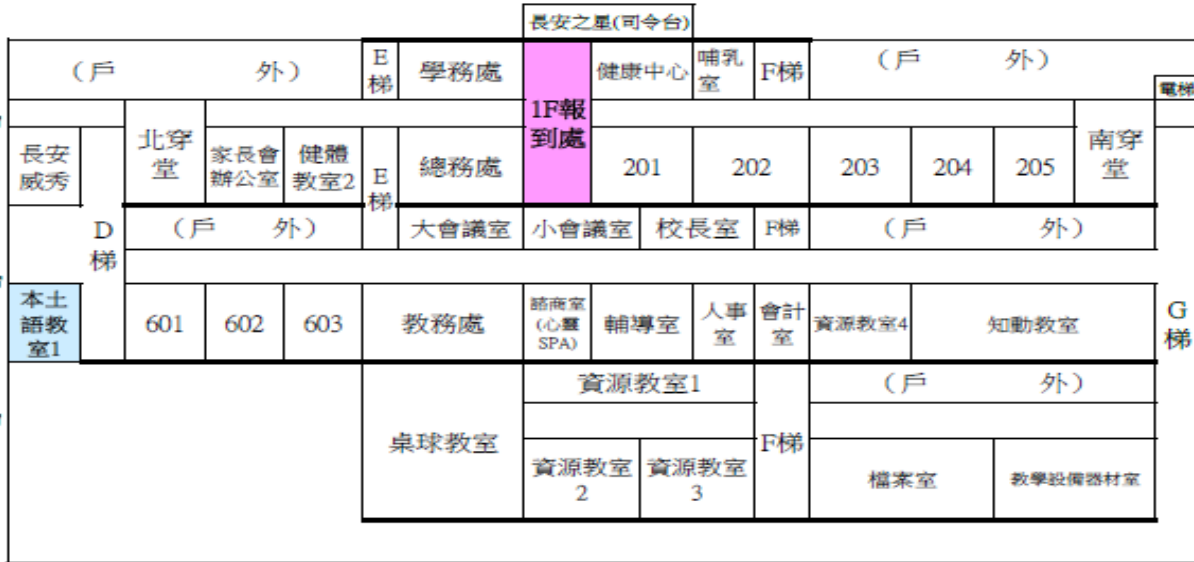 長安之星(司令台)
(戶 外)
E
梯
學務處
1F報
到處
健康中心
哺乳
室
F梯
(戶 外)
電梯
長安
威秀
D
梯
北穿
堂
家長會
辦公室
健體
教室2
E
梯
總務處
201
202
203
204
205
南穿
堂
(戶 外)
大會議室
小會議室
校長室
F梯
(戶 外)
本土
語教
室1
601
602
603
教務處
諮商室
(心靈
SPA)
輔導室
人事
室
會計
室
資源教室4
知動教室
G
梯
桌球教室
資源教室1
F梯
(戶 外)
資源教室
2
資源教室
3
檔案室
教學設備器材室